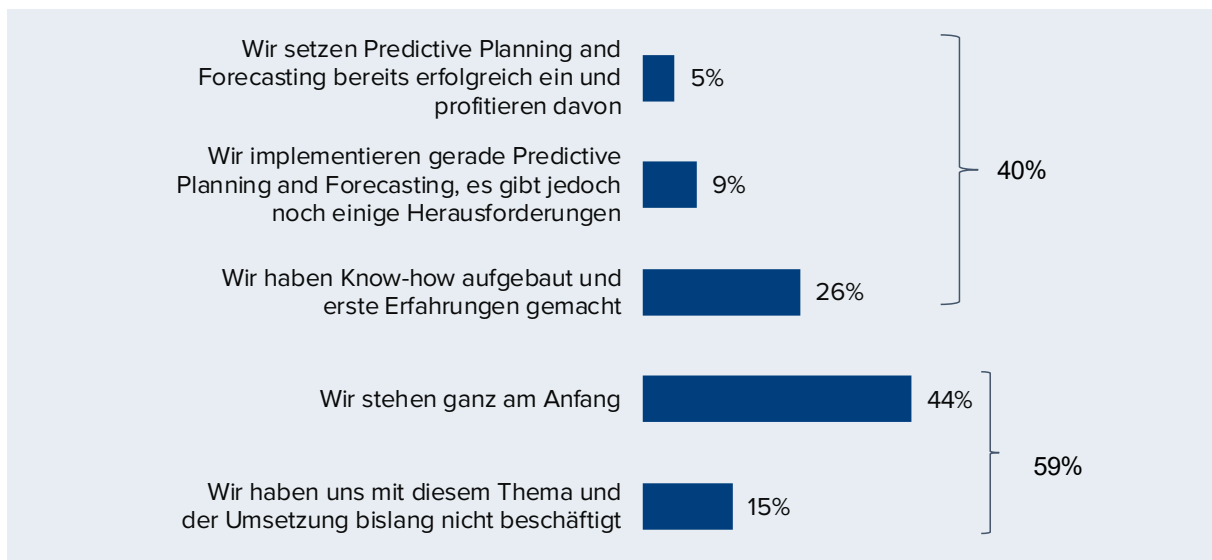 Wir setzen Predictive Planning and
Forecasting bereits erfolgreich ein und
profitieren davon
5%
Wir implementieren gerade Predictive
Planning and Forecasting, es gibt jedoch
noch einige Herausforderungen
9%
40%
Wir haben Know-how aufgebaut und
erste Erfahrungen gemacht
26%
Wir stehen ganz am Anfang
44%
59%
Wir haben uns mit diesem Thema und
der Umsetzung bislang nicht beschäftigt
15%